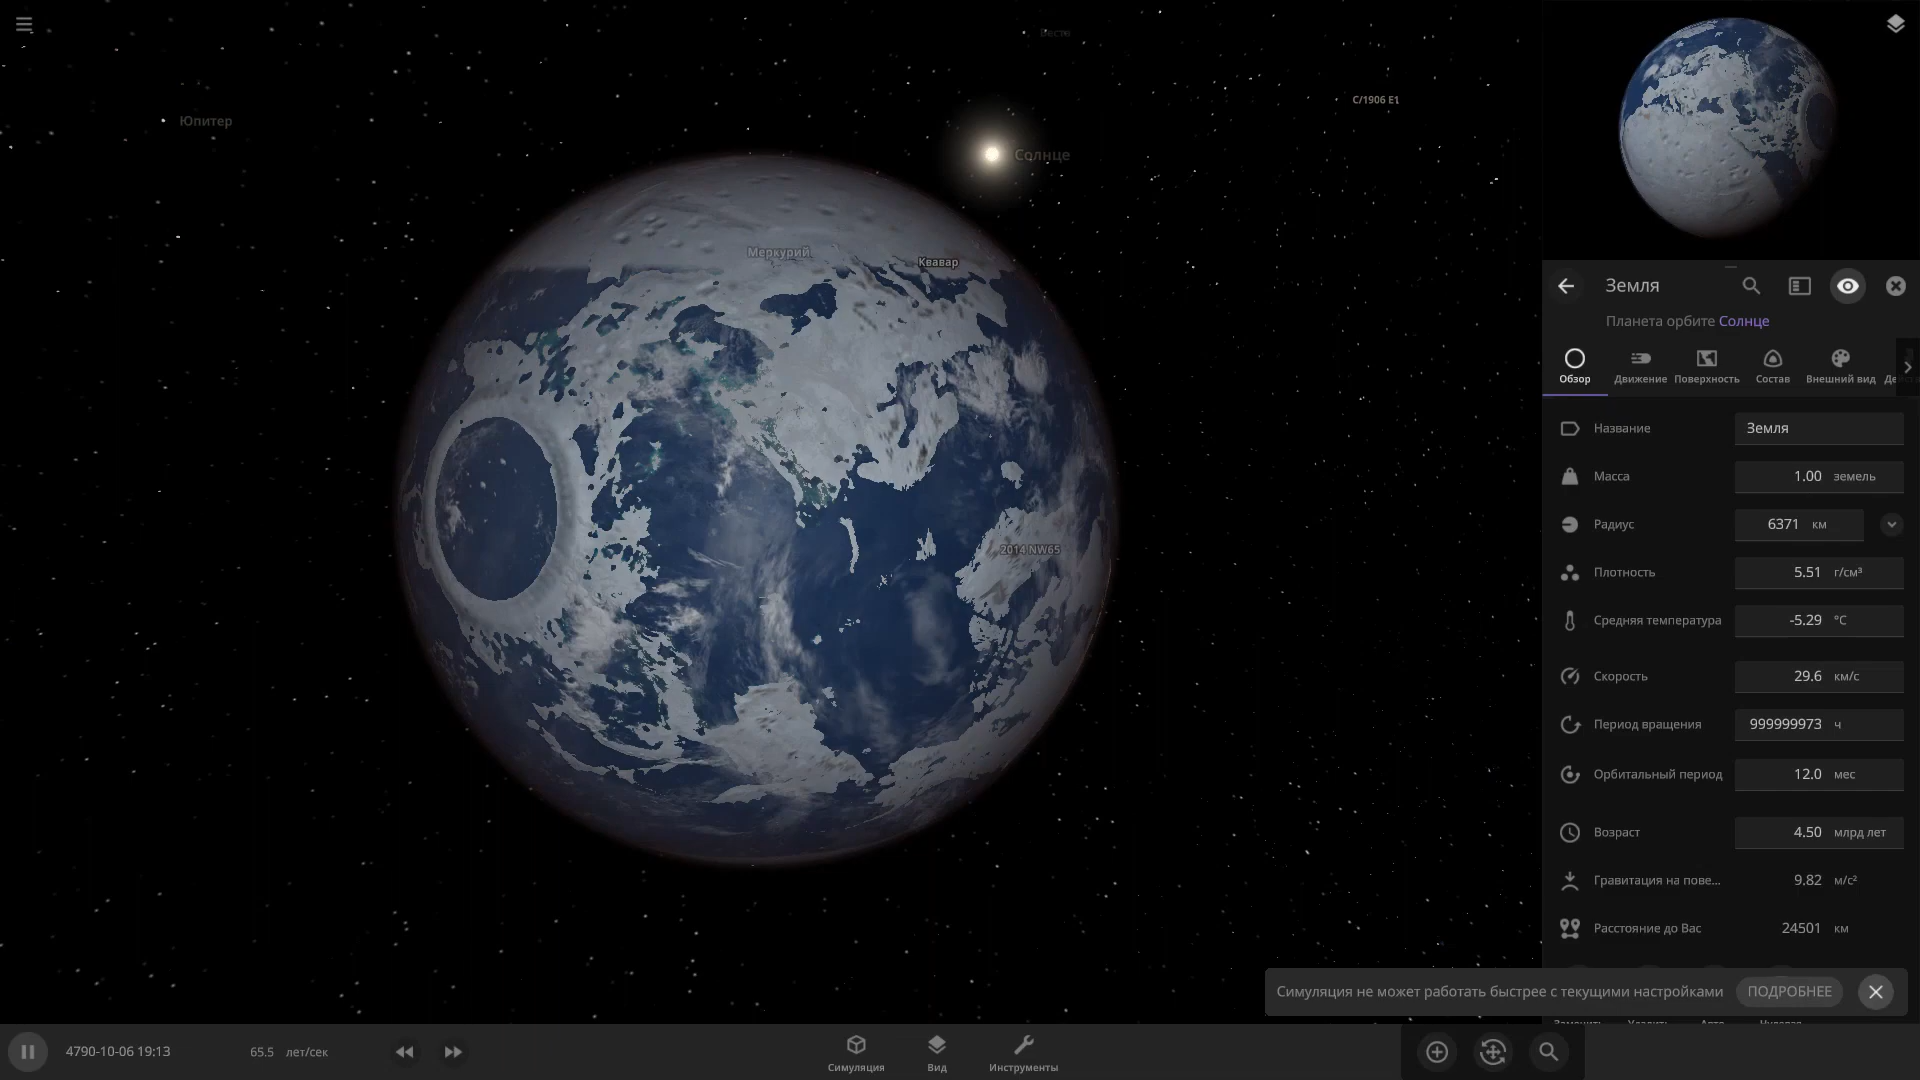 Веста
С/1906 E1
Юпитер
Солнце
Меркурий
Квавар
2014 NW65
Земля
Планета орбите Солнце
Обзор
Движение
Поверхность
Состав
Внешний вид
Название
Земля
Масса
1.00 земель
Радиус
6371 км
Плотность
5.51 г/см³
Средняя температура
-5.29 °C
Скорость
29.6 км/с
Период вращения
999999973 ч
Орбитальный период
12.0 мес
Возраст
4.50 млрд лет
Гравитация на пове...
9.82 м/с²
Расстояние до Вас
24501 км
Симуляция не может работать быстрее с текущими настройками
ПОДРОБНЕЕ
4790-10-06 19:13
65.5 лет/сек
Симуляция
Вид
Инструменты